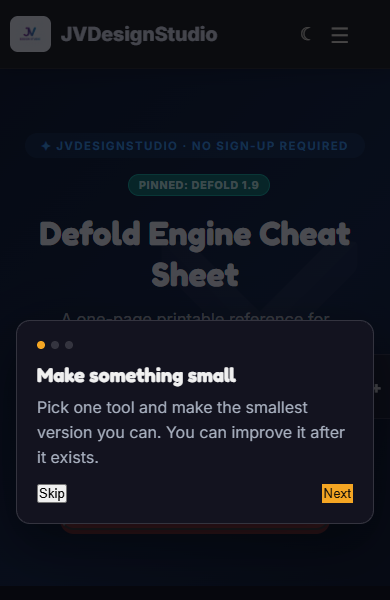 JV
JVDesignStudio
✦ JVDESIGNSTUDIO · NO SIGN-UP REQUIRED
PINNED: DEFOLD 1.9
Defold Engine Cheat
Sheet
A one-page printable reference for
Make something small
Pick one tool and make the smallest
version you can. You can improve it after
it exists.
Skip
Next